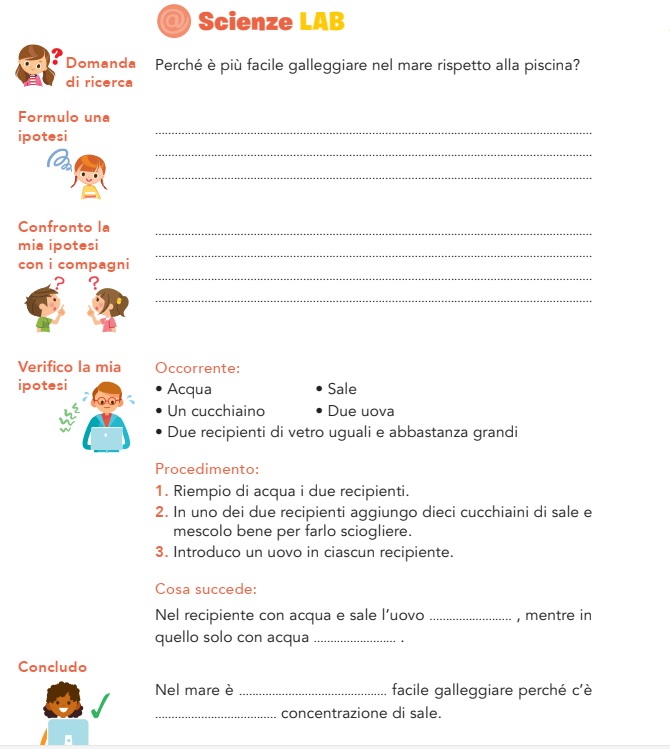 @ Scienze LAB
Domanda
di ricerca
Perché è più facile galleggiare nel mare rispetto alla piscina?
Formulo una
ipotesi
..........
..........
..........
Confronto la
mia ipotesi
con i compagni
..........
..........
..........
..........
Verifico la mia
ipotesi
Occorrente:
• Acqua • Sale
• Un cucchiaino • Due uova
• Due recipienti di vetro uguali e abbastanza grandi
Procedimento:
1. Riempio di acqua i due recipienti.
2. In uno dei due recipienti aggiungo dieci cucchiaini di sale e
mescolo bene per farlo sciogliere.
3. Introduco un uovo in ciascun recipiente.
Cosa succede:
Nel recipiente con acqua e sale l'uovo .......... , mentre in
quello solo con acqua .......... .
Concludo
Nel mare è .......... facile galleggiare perché c'è
.......... concentrazione di sale.